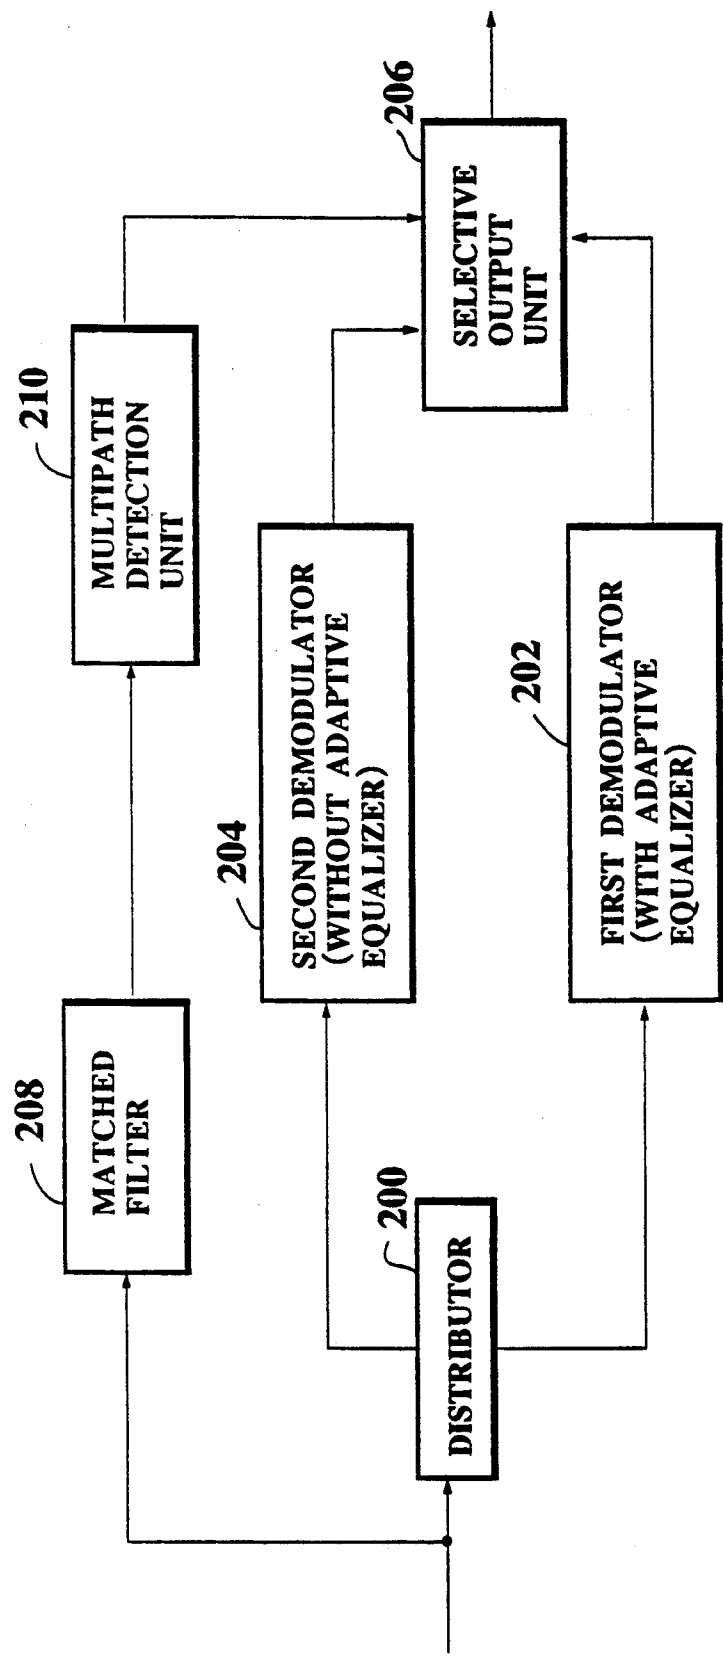 208
MATCHED
FILTER
210
MULTIPATH
DETECTION
UNIT
200
DISTRIBUTOR
204
SECOND DEMODULATOR
(WITHOUT ADAPTIVE
EQUALIZER)
202
FIRST DEMODULATOR
(WITH ADAPTIVE
EQUALIZER)
206
SELECTIVE
OUTPUT
UNIT